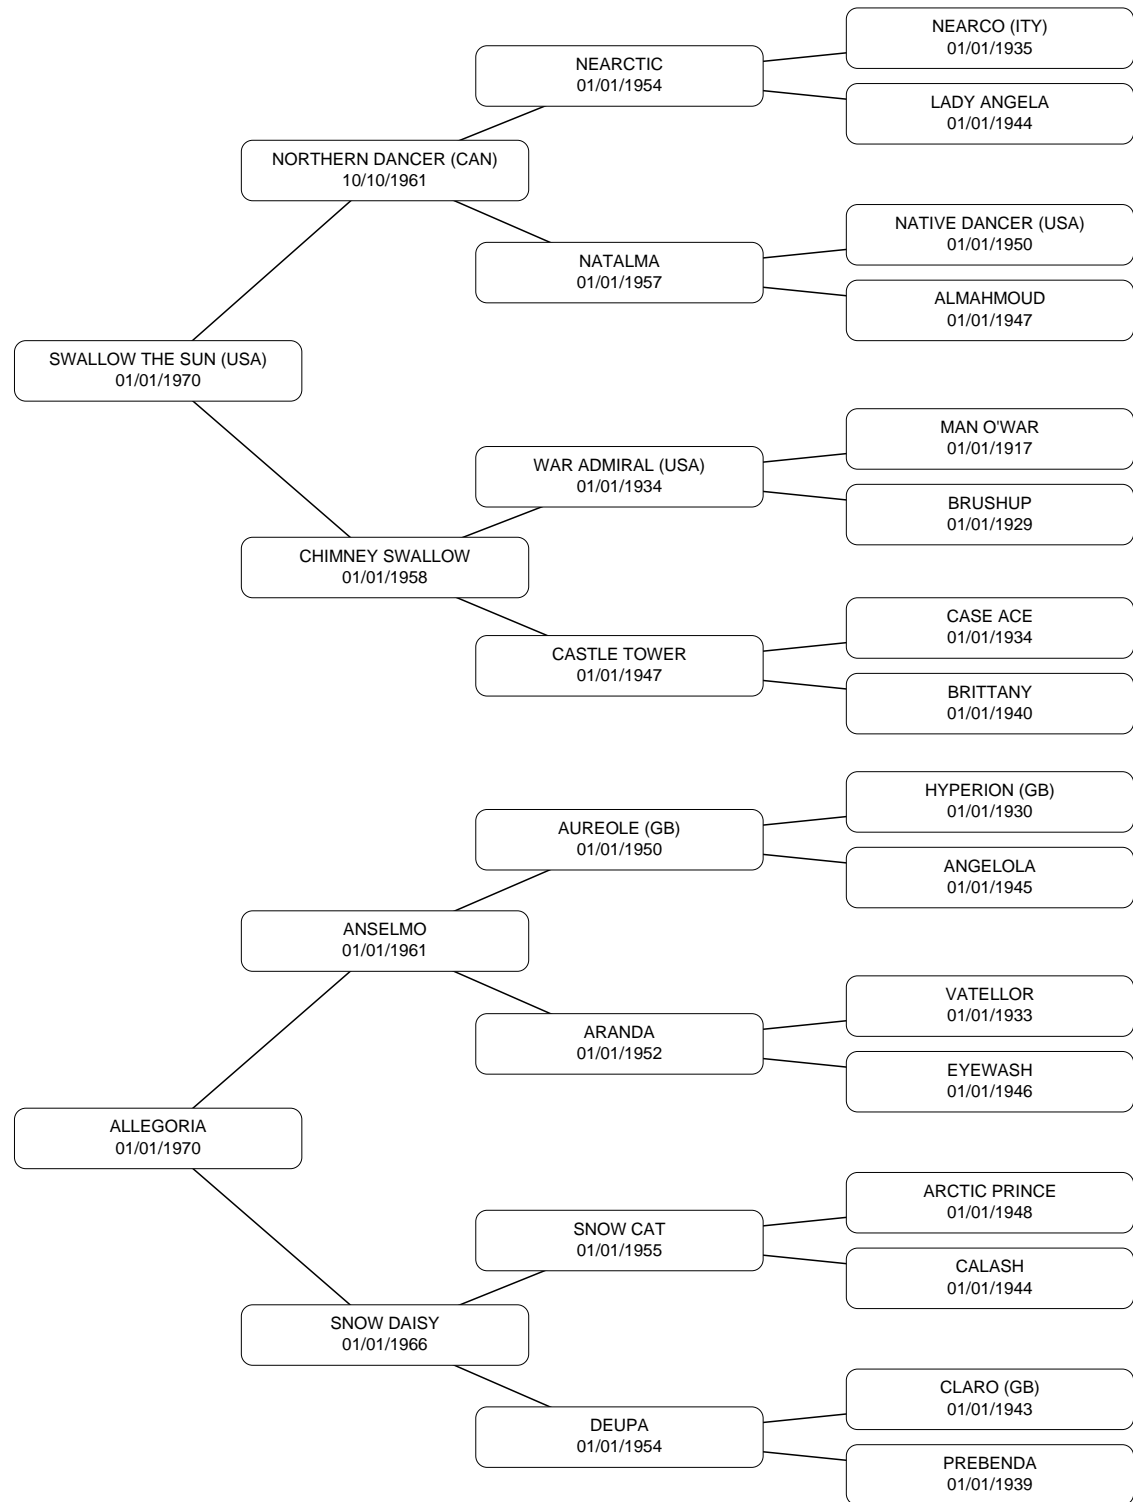 NEARCO (ITY)
01/01/1935
NEARCTIC
01/01/1954
LADY ANGELA
01/01/1944
NORTHERN DANCER (CAN)
10/10/1961
NATIVE DANCER (USA)
01/01/1950
NATALMA
01/01/1957
ALMAHMOUD
01/01/1947
SWALLOW THE SUN (USA)
01/01/1970
MAN O'WAR
01/01/1917
WAR ADMIRAL (USA)
01/01/1934
BRUSHUP
01/01/1929
CHIMNEY SWALLOW
01/01/1958
CASE ACE
01/01/1934
CASTLE TOWER
01/01/1947
BRITTANY
01/01/1940
HYPERION (GB)
01/01/1930
AUREOLE (GB)
01/01/1950
ANGELOLA
01/01/1945
ANSELMO
01/01/1961
VATELLOR
01/01/1933
ARANDA
01/01/1952
EYEWASH
01/01/1946
ALLEGORIA
01/01/1970
ARCTIC PRINCE
01/01/1948
SNOW CAT
01/01/1955
CALASH
01/01/1944
SNOW DAISY
01/01/1966
CLARO (GB)
01/01/1943
DEUPA
01/01/1954
PREBENDA
01/01/1939